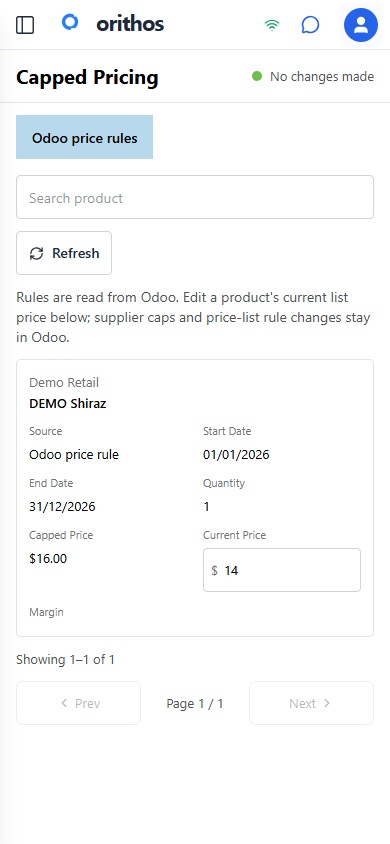 orithos
Capped Pricing
No changes made
Odoo price rules
Search product
Refresh
Rules are read from Odoo. Edit a product's current list
price below; supplier caps and price-list rule changes stay
in Odoo.
Demo Retail
DEMO Shiraz
Source
Start Date
Odoo price rule
01/01/2026
End Date
Quantity
31/12/2026
1
Capped Price
Current Price
$16.00
$ 14
Margin
Showing 1–1 of 1
Prev
Page 1 / 1
Next